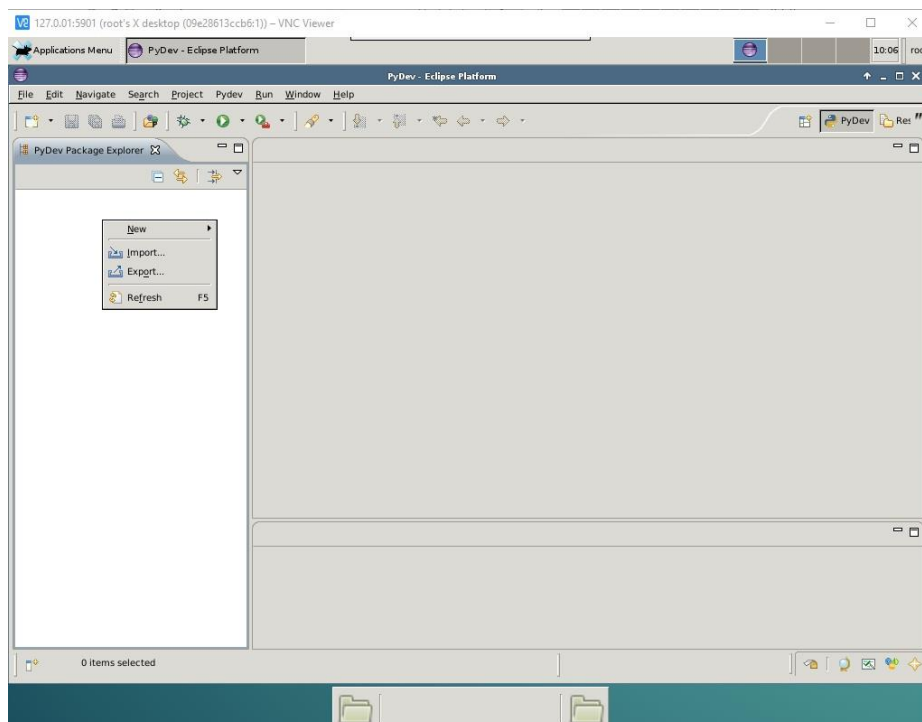 127.0.01:5901 (root's X desktop (09e28613ccb6:1)) – VNC Viewer
Applications Menu PyDev - Eclipse Platform 10:06 roo
PyDev - Eclipse Platform
File Edit Navigate Search Project Pydev Run Window Help
PyDev Res "
PyDev Package Explorer
New
Import...
Export...
Refresh F5
0 items selected